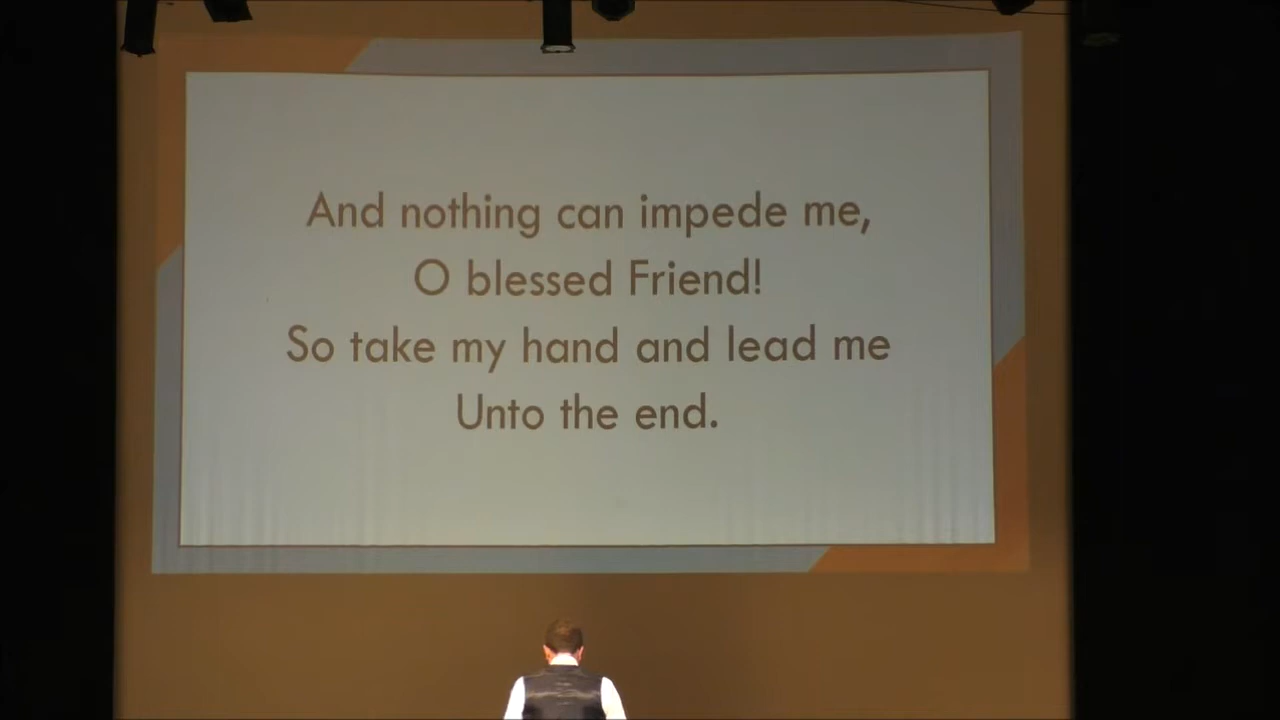 And nothing can impede me,
O blessed Friend!
So take my hand and lead me
Unto the end.